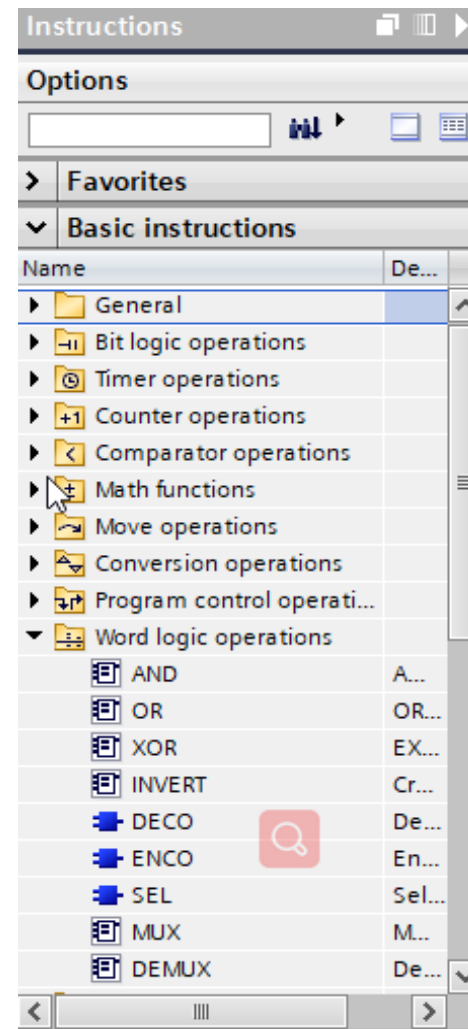 Instructions
Options
Favorites
Basic instructions
Name De...
General
Bit logic operations
Timer operations
+1 Counter operations
Comparator operations
Math functions
Move operations
Conversion operations
Program control operati...
Word logic operations
AND A...
OR OR...
XOR EX...
INVERT Cr...
DECO De...
ENCO En...
SEL Sel...
MUX M...
DEMUX De...